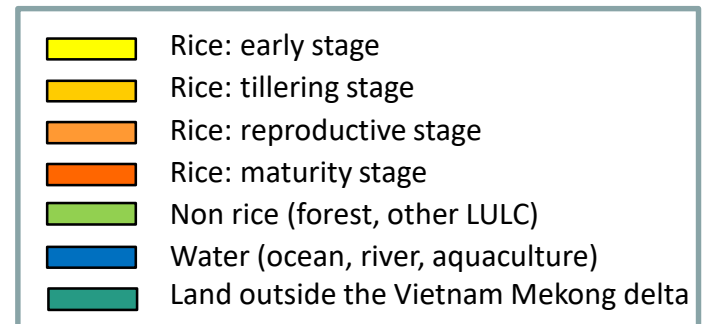 Rice: early stage
Rice: tillering stage
Rice: reproductive stage
Rice: maturity stage
Non rice (forest, other LULC)
Water (ocean, river, aquaculture)
Land outside the Vietnam Mekong delta